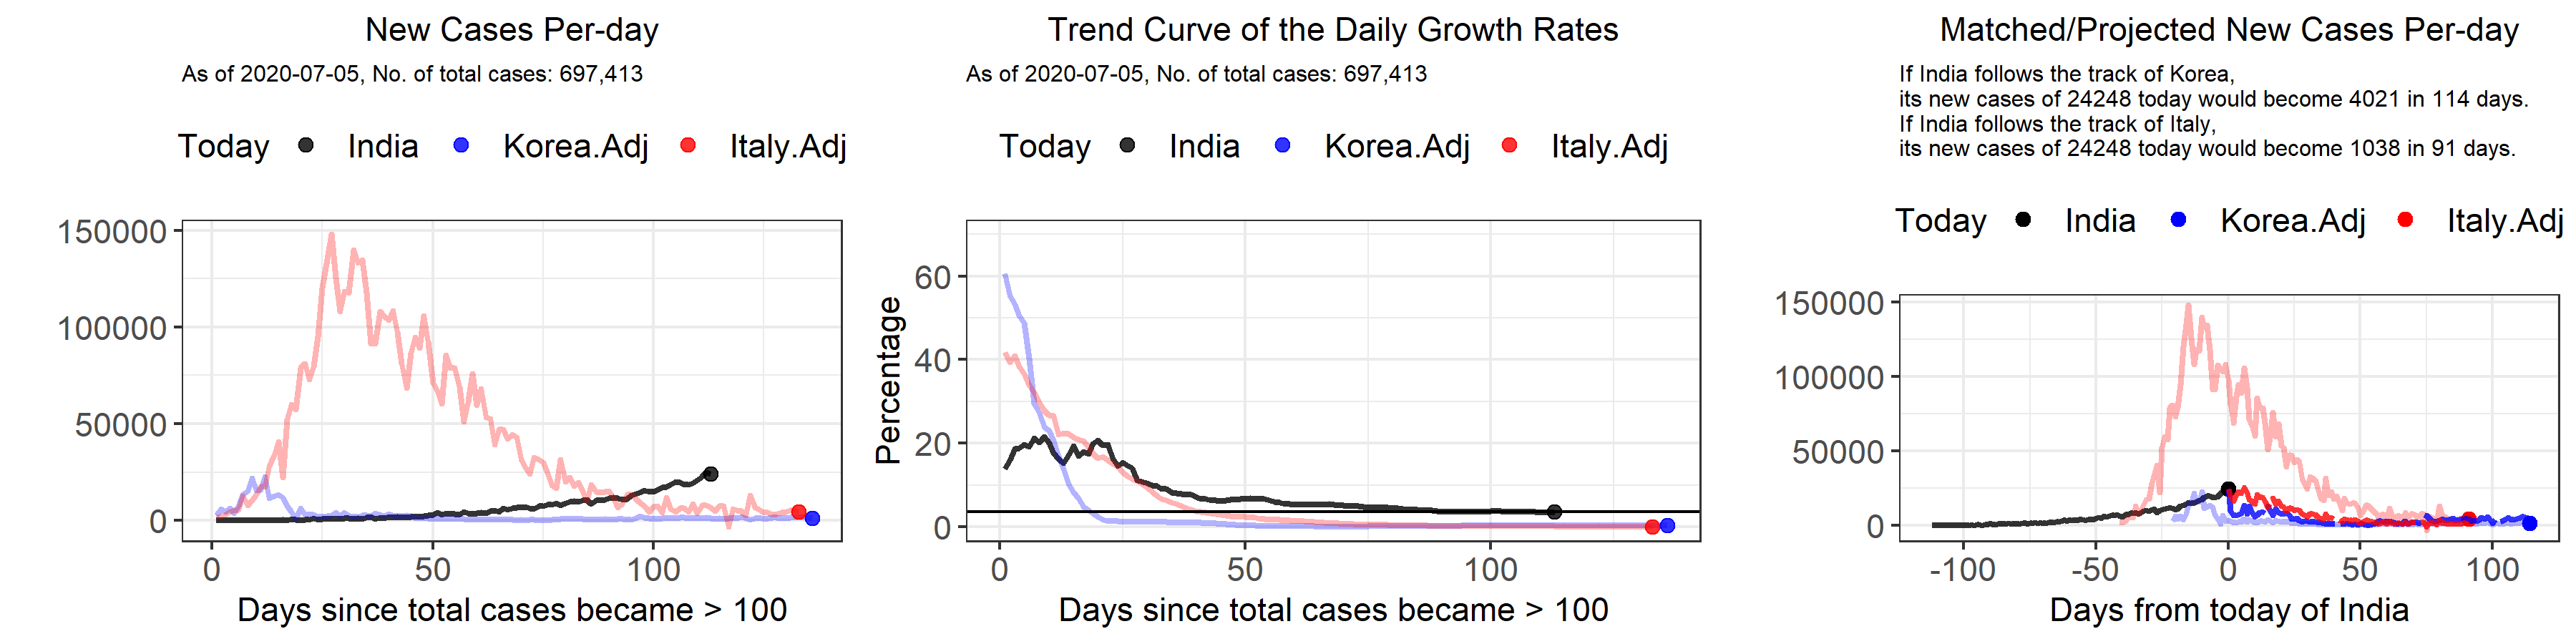 New Cases Per-day
As of 2020-07-05, No. of total cases: 697,413
Today India Korea.Adj Italy.Adj
150000
100000
50000
0
0 50 100
Days since total cases became > 100
Trend Curve of the Daily Growth Rates
As of 2020-07-05, No. of total cases: 697,413
Today India Korea.Adj Italy.Adj
Percentage
60
40
20
0
0 50 100
Days since total cases became > 100
Matched/Projected New Cases Per-day
If India follows the track of Korea,
its new cases of 24248 today would become 4021 in 114 days.
If India follows the track of Italy,
its new cases of 24248 today would become 1038 in 91 days.
Today India Korea.Adj Italy.Adj
150000
100000
50000
0
-100 -50 0 50 100
Days from today of India